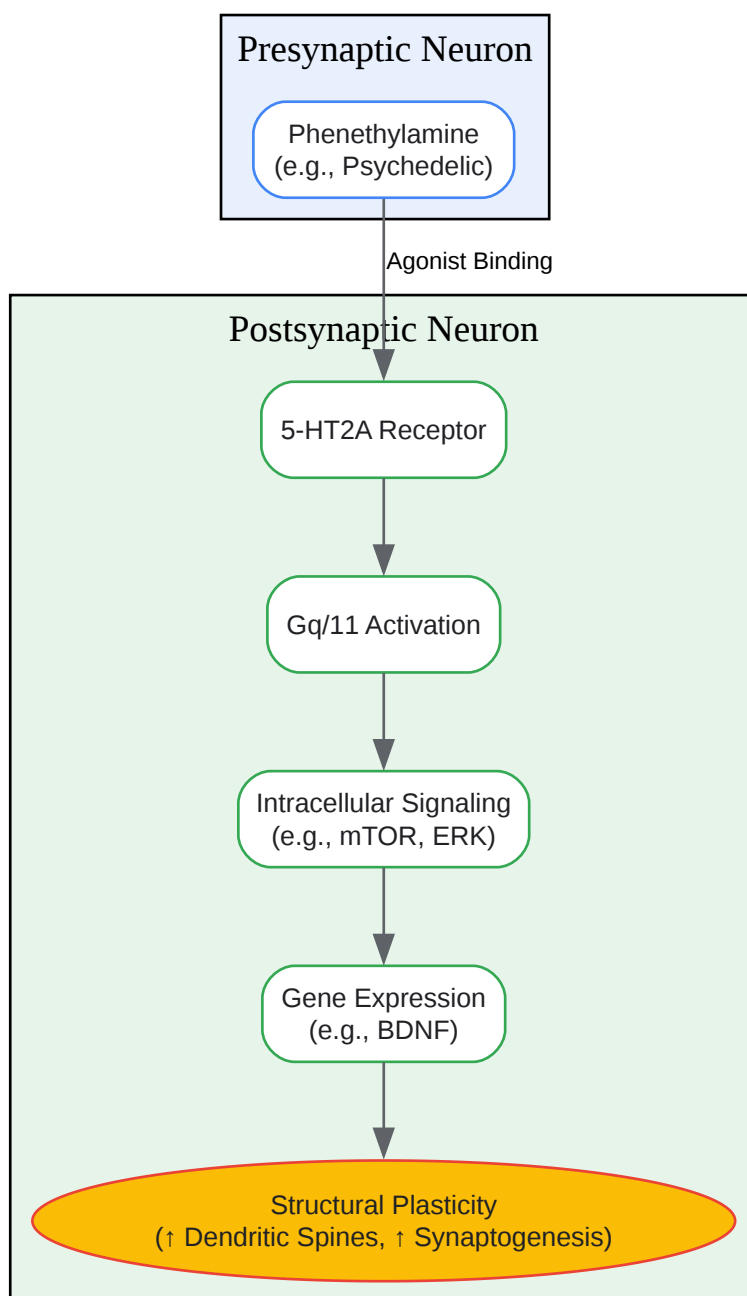 Presynaptic Neuron
Phenethylamine
(e.g., Psychedelic)
Agonist Binding
Postsynaptic Neuron
5-HT2A Receptor
Gq/11 Activation
Intracellular Signaling
(e.g., mTOR, ERK)
Gene Expression
(e.g., BDNF)
Structural Plasticity
(↑ Dendritic Spines, ↑ Synaptogenesis)